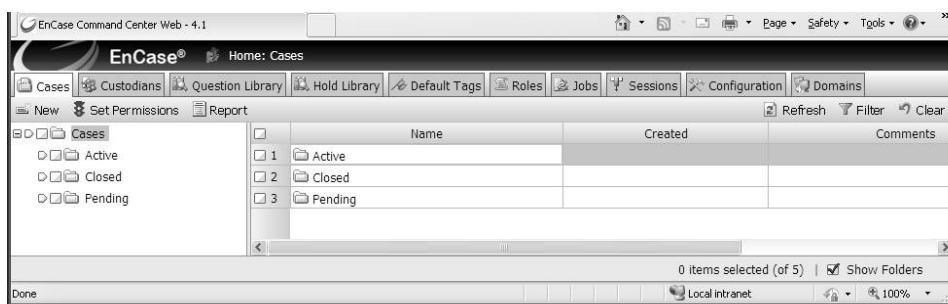 EnCase Command Center Web - 4.1
Page Safety Tools
EnCase® Home: Cases
Cases Custodians Question Library Hold Library Default Tags Roles Jobs Sessions Configuration Domains
New Set Permissions Report Refresh Filter Clear
Cases Name Created Comments
Active 1 Active
Closed 2 Closed
Pending 3 Pending
0 items selected (of 5) | Show Folders
Done Local intranet 100%